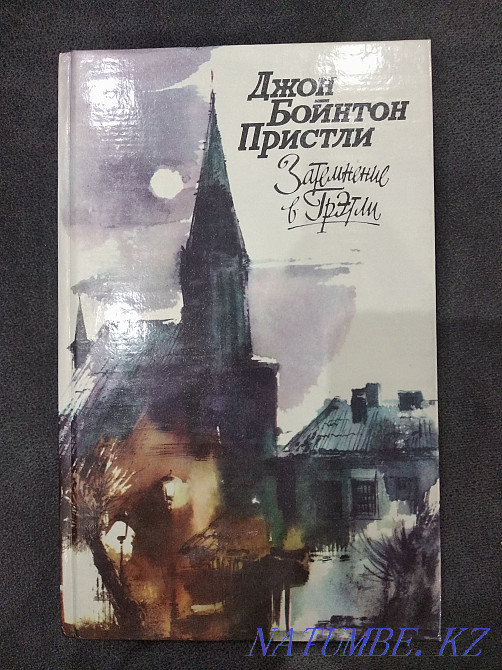 Джон
Бойнтон
Пристли
Затемнение
в Грэтли
NATUMBE.KZ